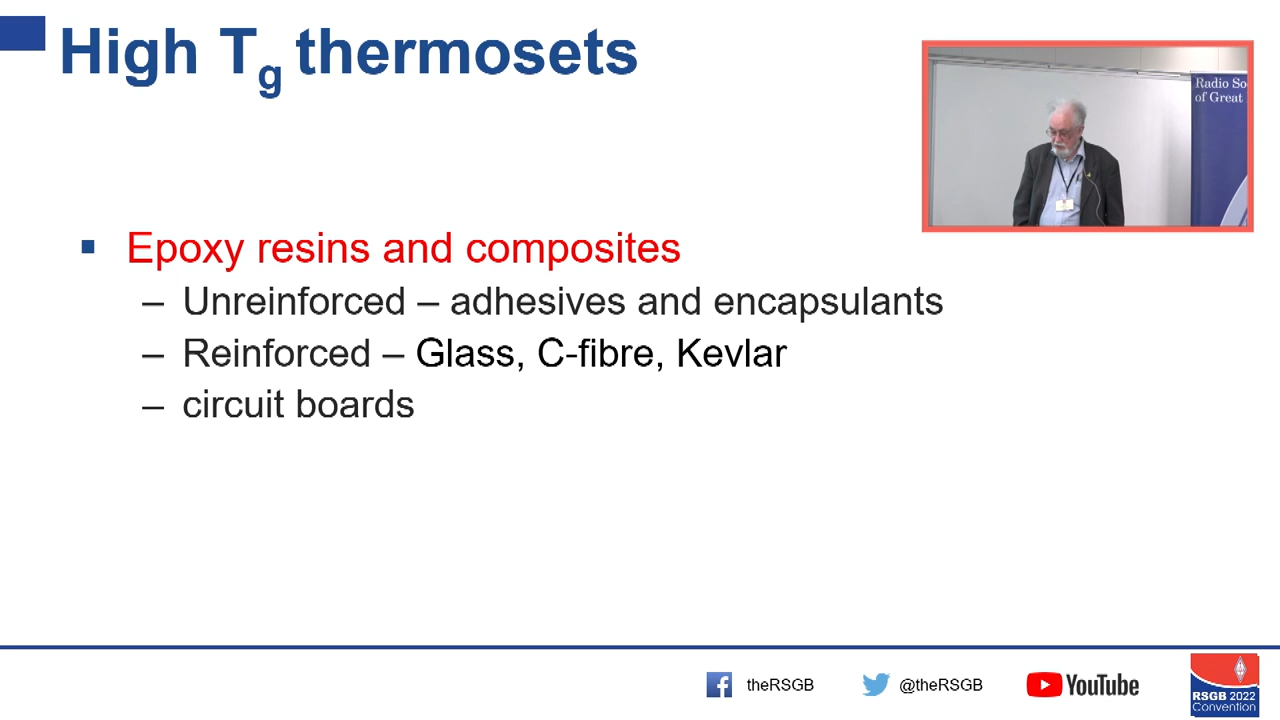 High Tg thermosets
Radio So
of Great
Epoxy resins and composites
– Unreinforced – adhesives and encapsulants
– Reinforced – Glass, C-fibre, Kevlar
– circuit boards
theRSGB
@theRSGB
YouTube
RSGB 2022
Convention